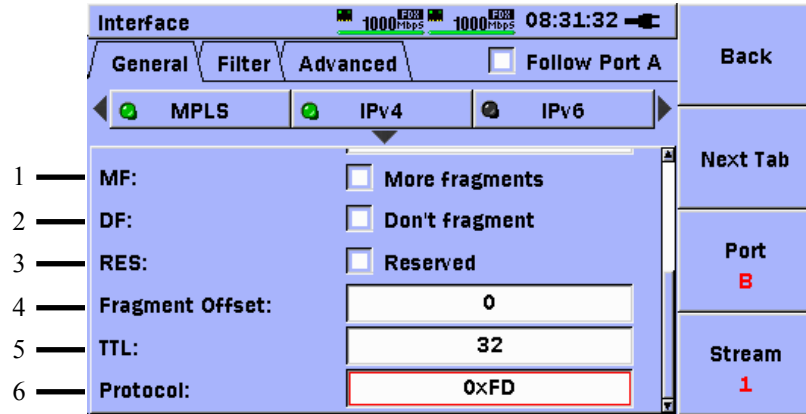 Interface 1000 FDX Mbps 1000 FDX Mbps 08:31:32
General Filter Advanced Follow Port A
MPLS IPv4 IPv6
1 MF: More fragments
2 DF: Don't fragment
3 RES: Reserved
4 Fragment Offset: 0
5 TTL: 32
6 Protocol: 0xFD
Back
Next Tab
Port
B
Stream
1